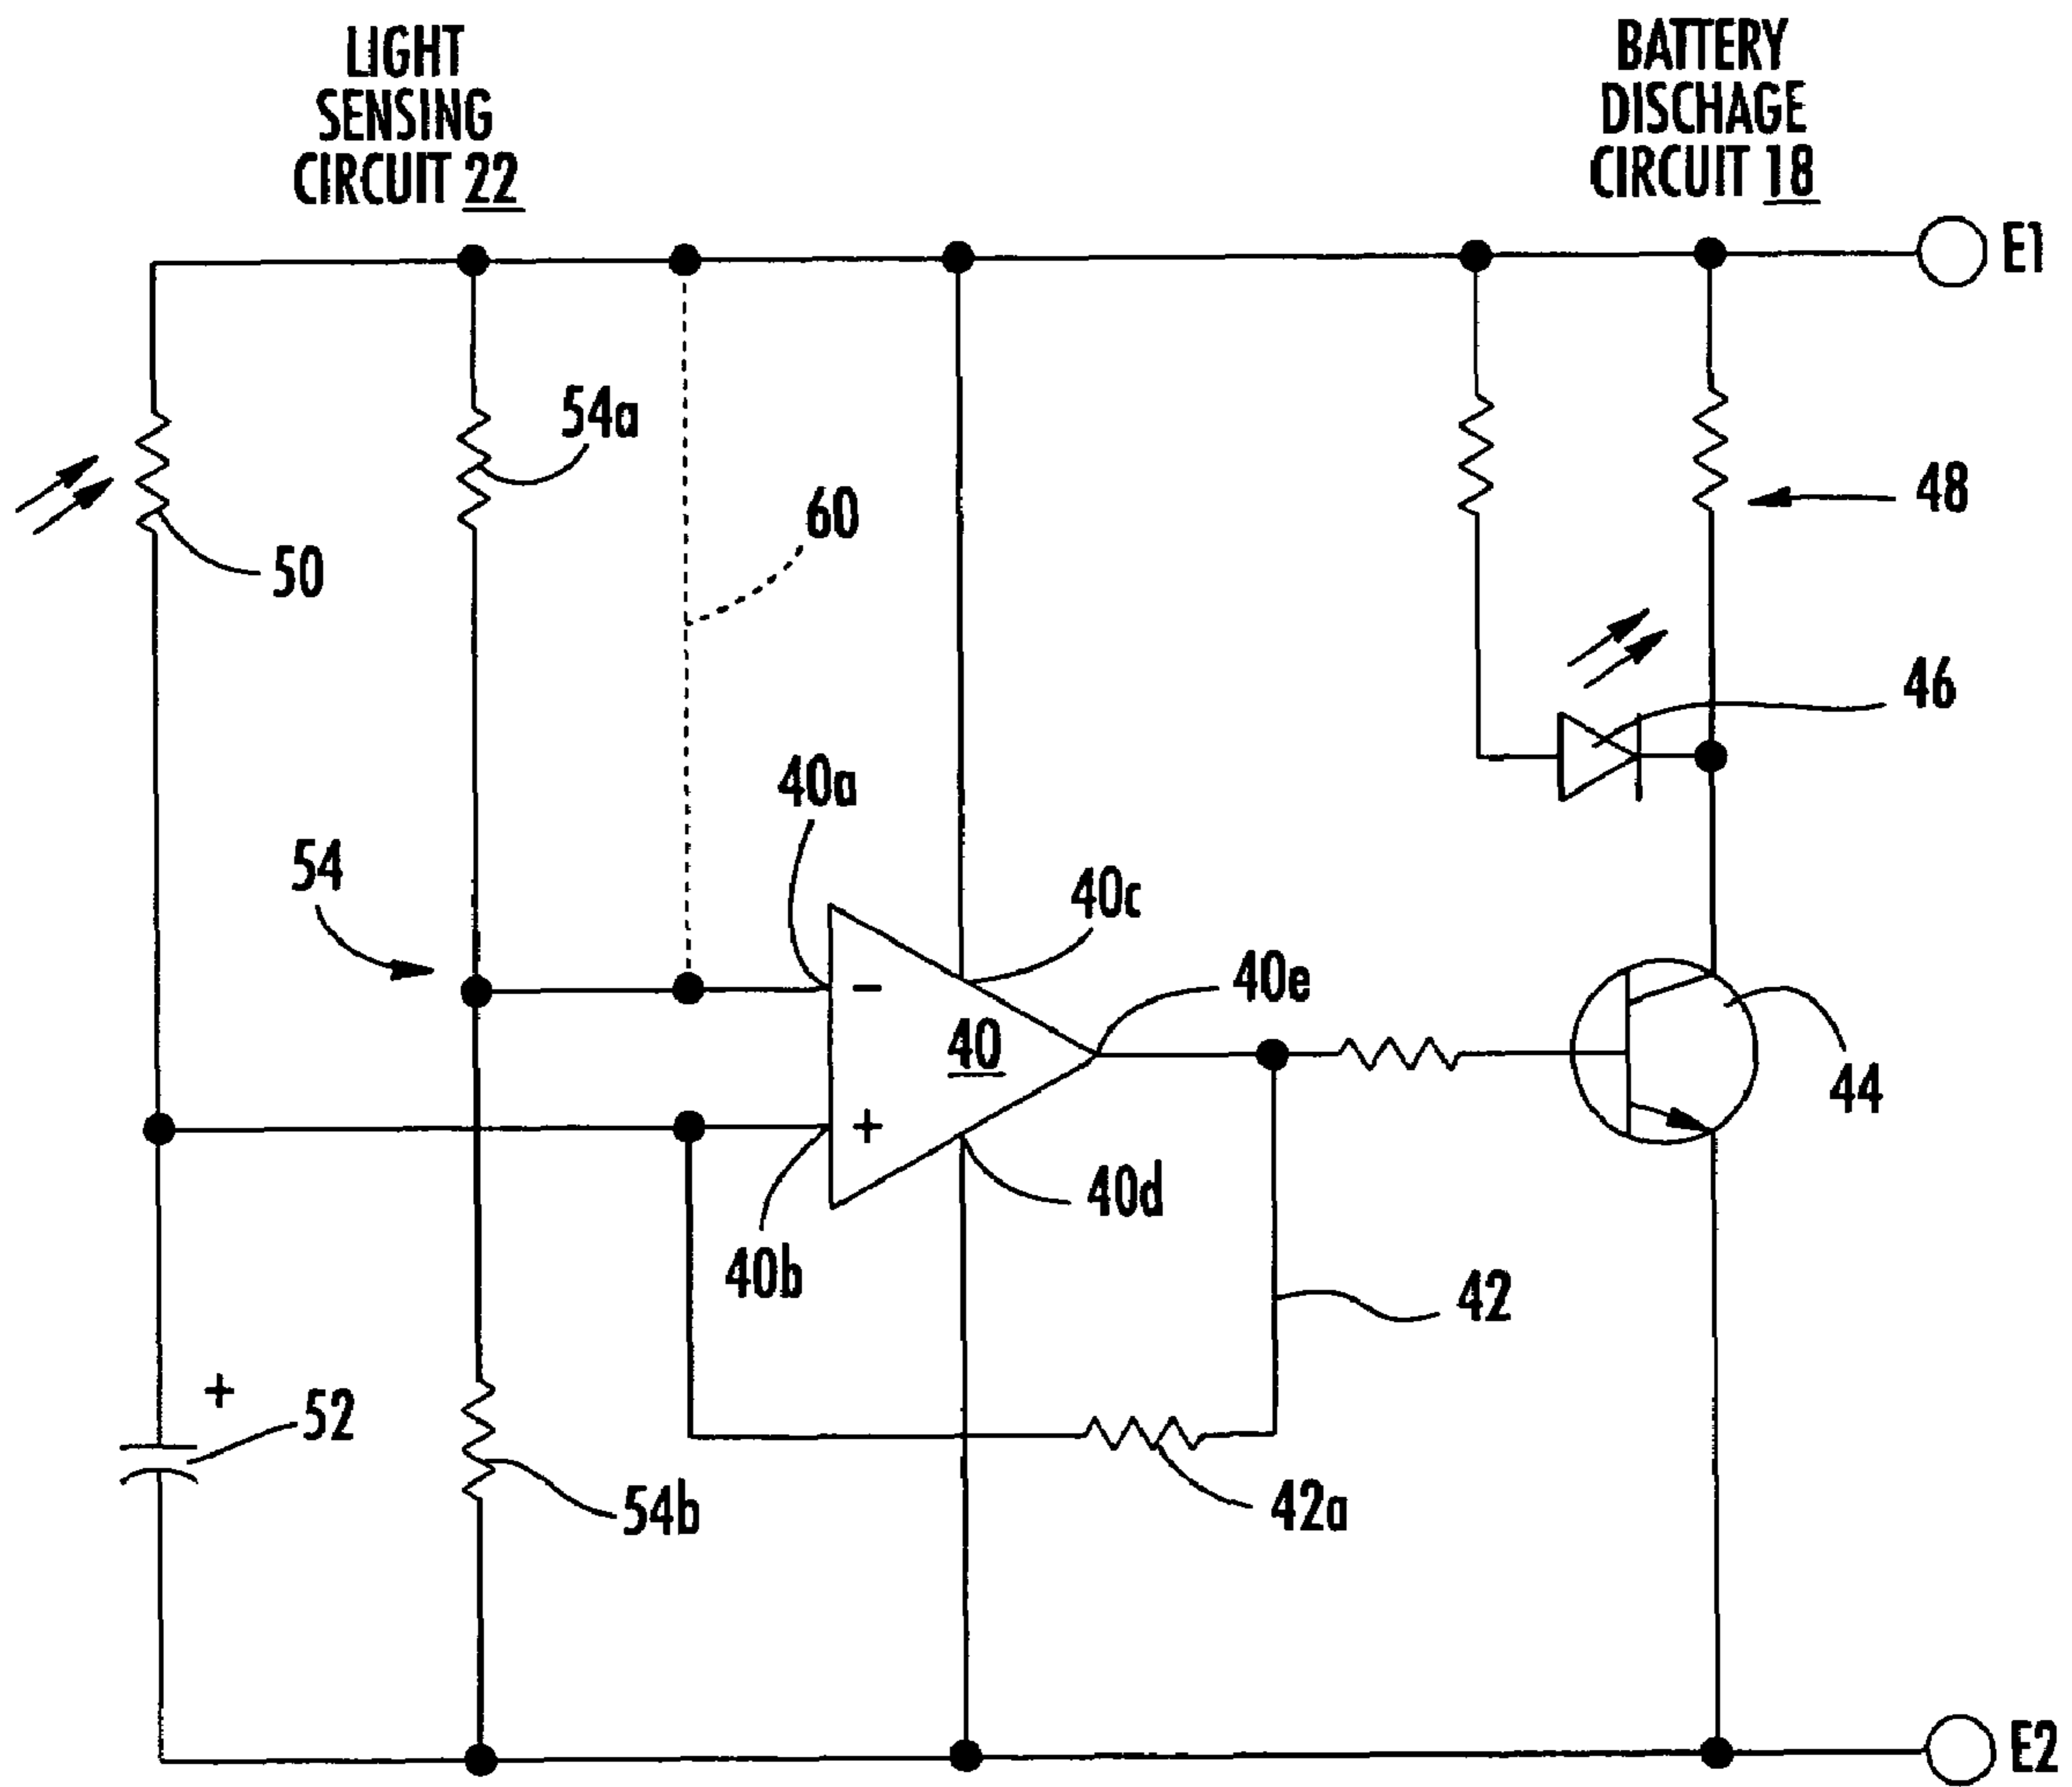 LIGHT
SENSING
CIRCUIT 22
BATTERY
DISCHAGE
CIRCUIT 18
E1
54a
48
60
50
46
40a
54
40c
40e
40
-
+
44
40d
40b
42
+
52
54b
42a
E2